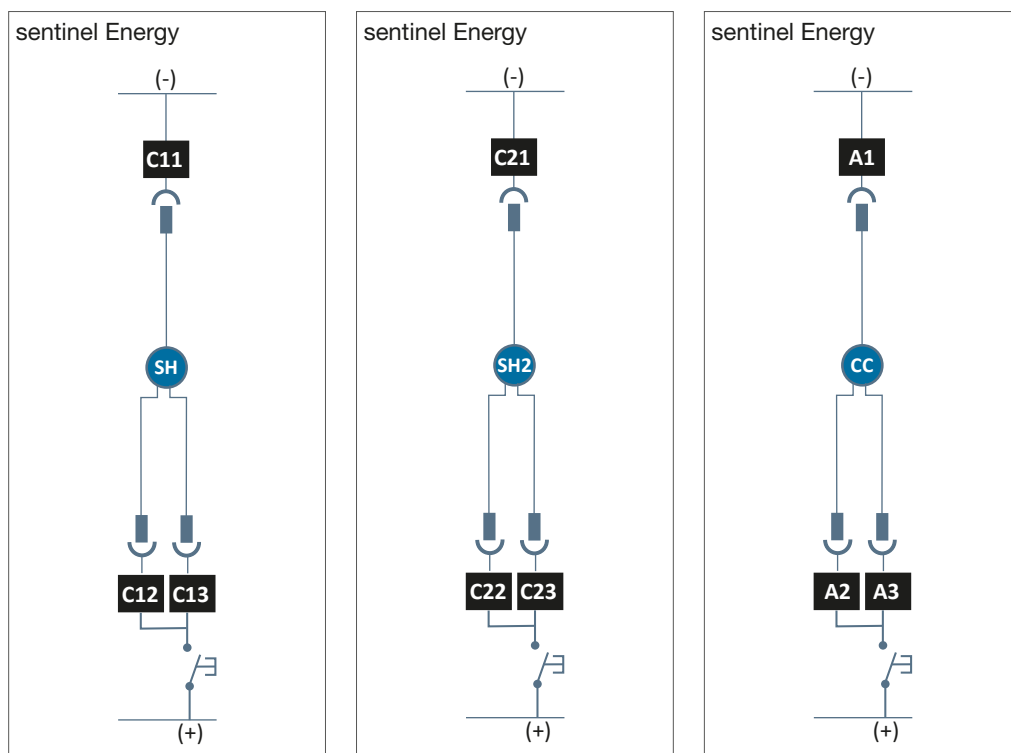 sentinel Energy
(-)
C11
SH
C12 C13
(+)
sentinel Energy
(-)
C21
SH2
C22 C23
(+)
sentinel Energy
(-)
A1
CC
A2 A3
(+)